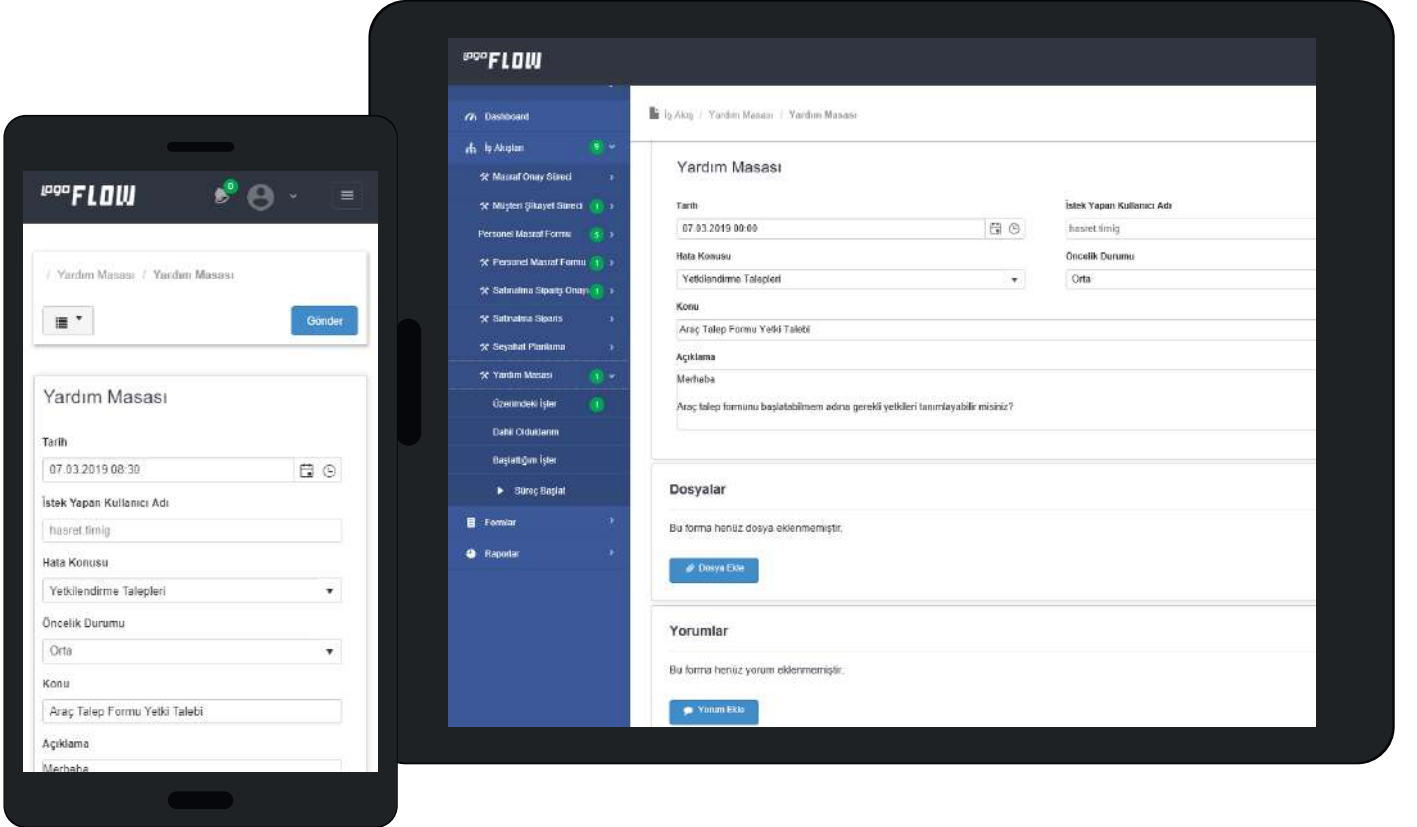 logo FLOW
0
/ Yardım Masası / Yardım Masası
Gönder
Yardım Masası
Tarih
07.03.2019 08:30
İstek Yapan Kullanıcı Adı
hasret.timig
Hata Konusu
Yetkilendirme Talepleri
Öncelik Durumu
Orta
Konu
Araç Talep Formu Yetki Talebi
Açıklama
Merhaba
logo FLOW
Dashboard
İş Akışları 9
Masraf Onay Süreci
Müşteri Şikayet Süreci 1
Personel Masraf Formu 5
Personel Masraf Formu 1
Satınalma Sipariş Onayı 1
Satınalma Sipariş
Seyahat Planlama
Yardım Masası 1
Üzerimdeki İşler 1
Dahil Olduklarım
Başlattığım İşler
Süreç Başlat
Formlar
Raporlar
İş Akış / Yardım Masası / Yardım Masası
Yardım Masası
Tarih İstek Yapan Kullanıcı Adı
07.03.2019 00:00 hasret.timig
Hata Konusu Öncelik Durumu
Yetkilendirme Talepleri Orta
Konu
Araç Talep Formu Yetki Talebi
Açıklama
Merhaba
Araç talep formunu başlatabilmem adına gerekli yetkileri tanımlayabilir misiniz?
Dosyalar
Bu forma henüz dosya eklenmemiştir.
Dosya Ekle
Yorumlar
Bu forma henüz yorum eklenmemiştir.
Yorum Ekle